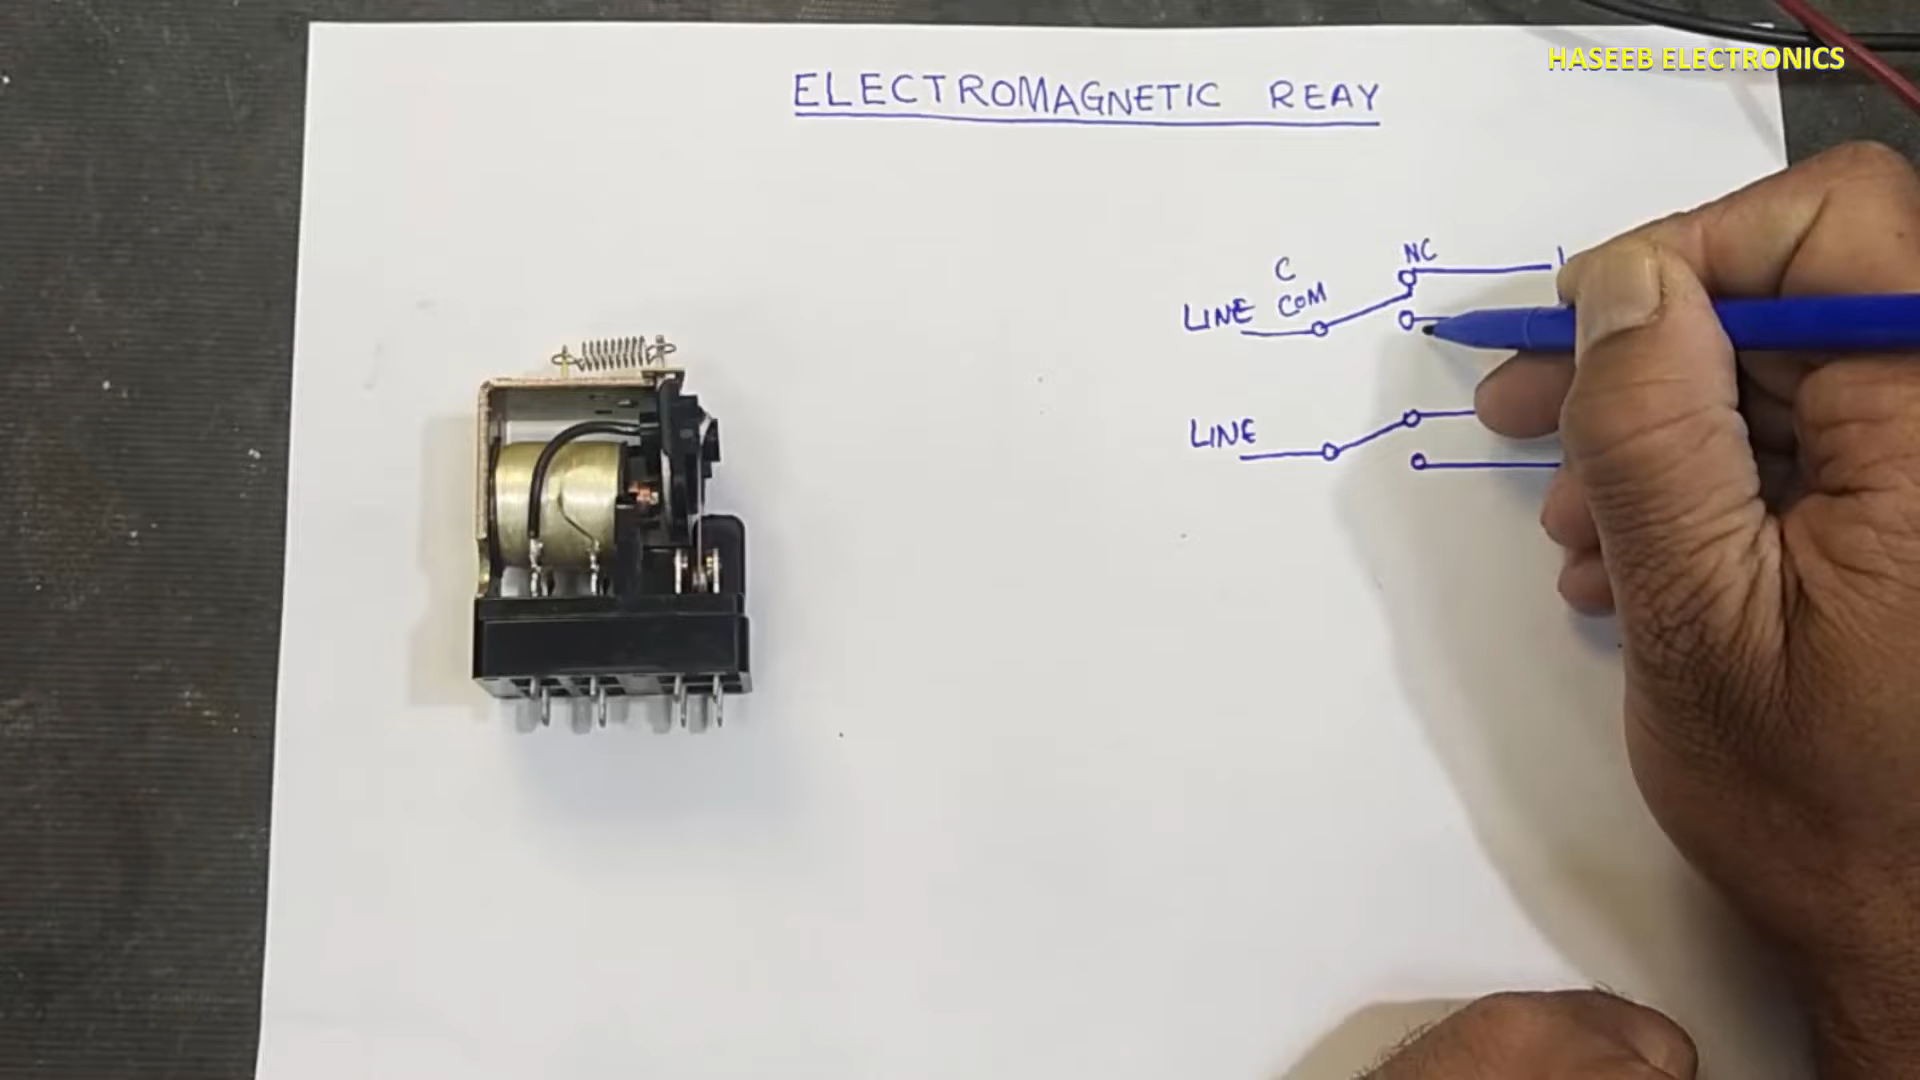 HASEEB ELECTRONICS
ELECTROMAGNETIC REAY
NC
C
COM
LINE
LINE